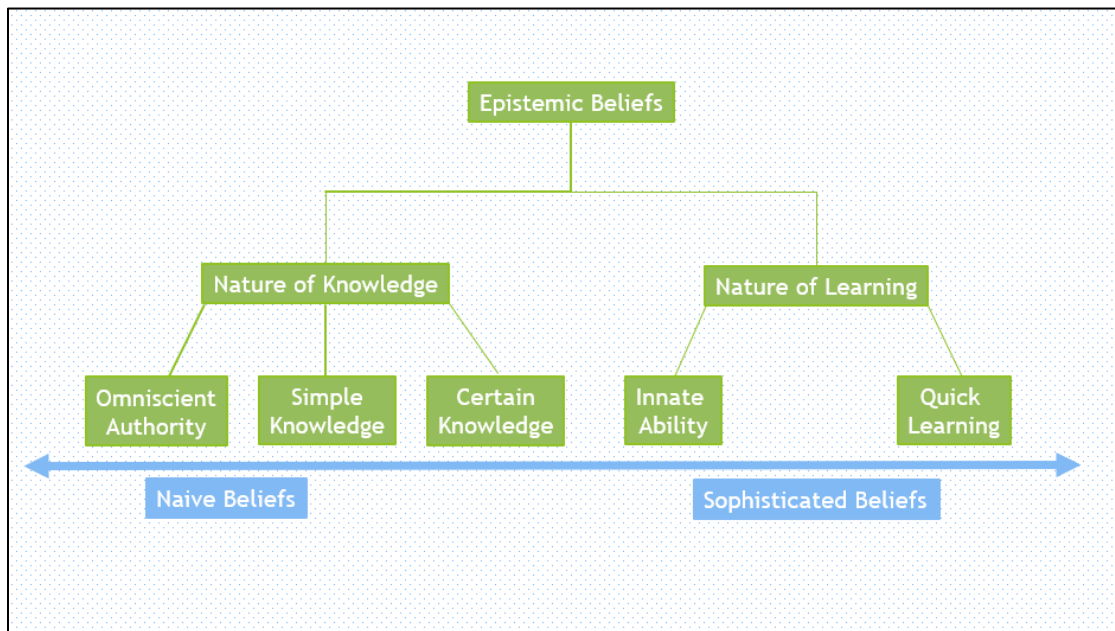 Epistemic Beliefs
Nature of Knowledge
Nature of Learning
Omniscient
Authority
Simple
Knowledge
Certain
Knowledge
Innate
Ability
Quick
Learning
Naive Beliefs
Sophisticated Beliefs